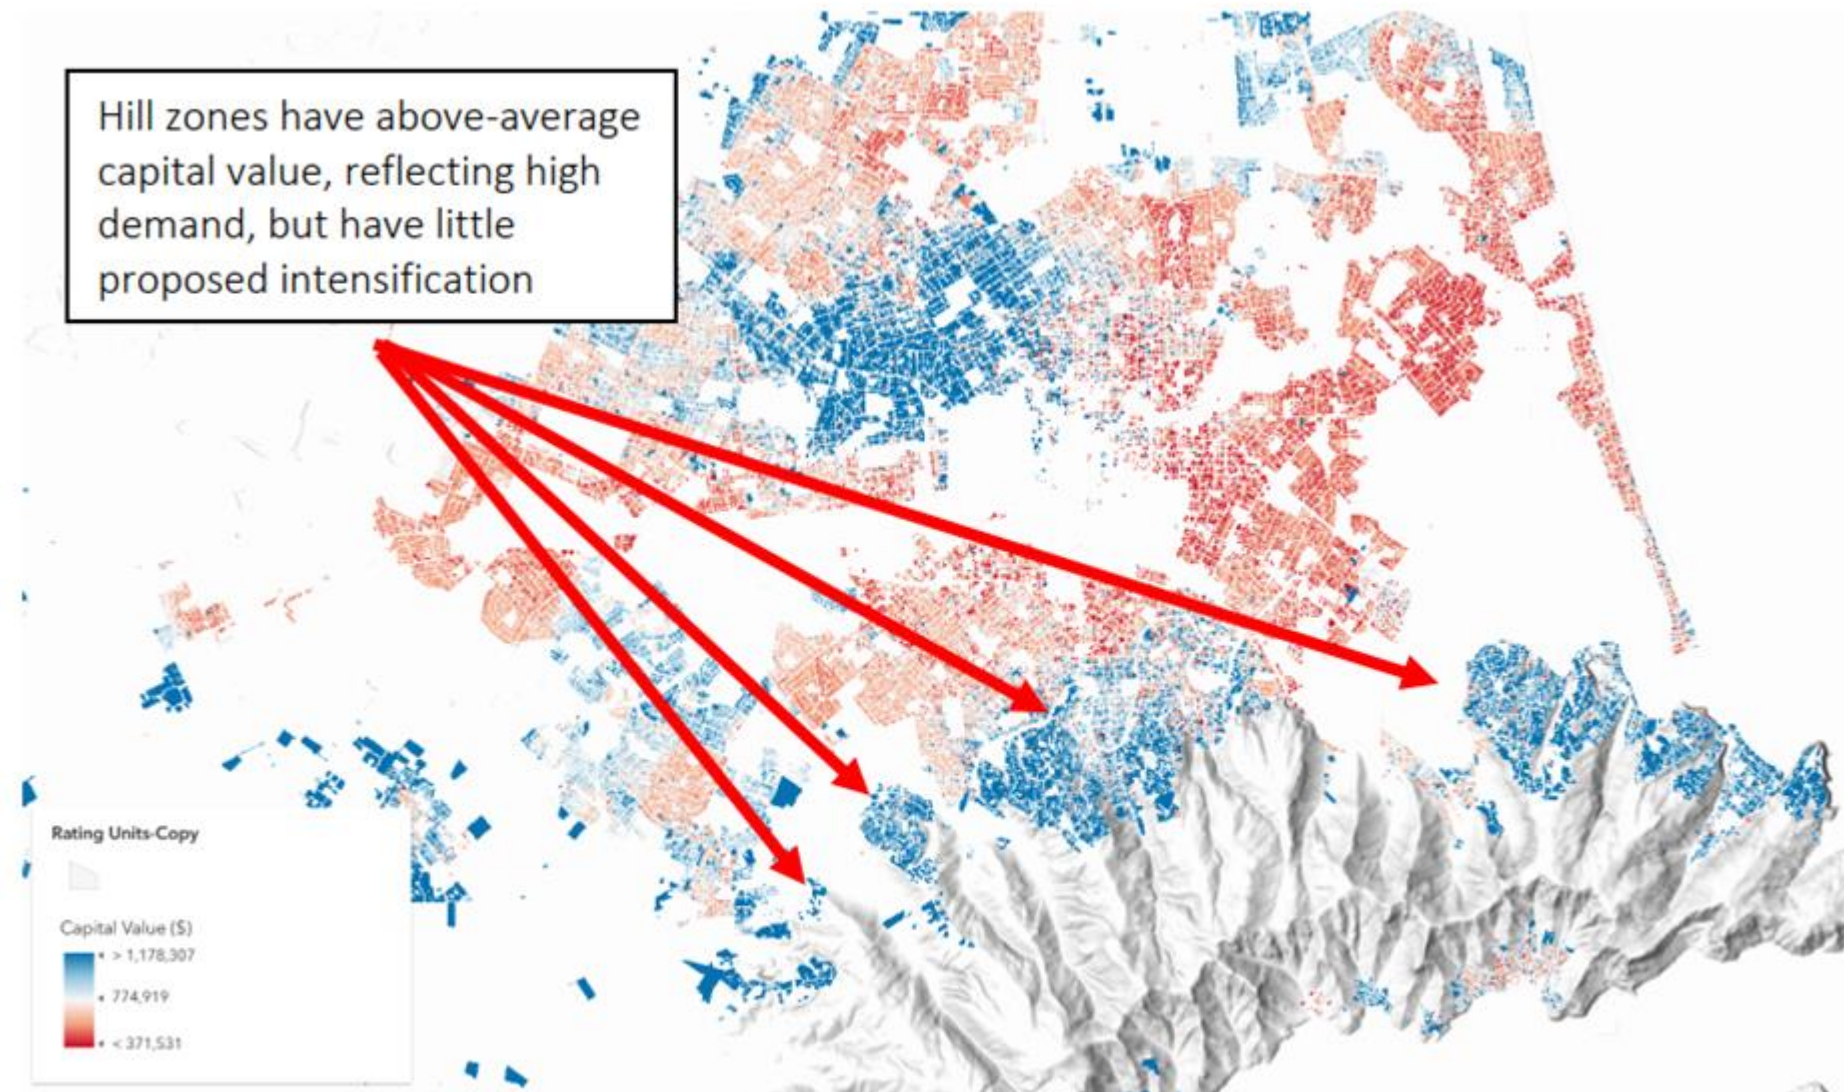 Hill zones have above-average
capital value, reflecting high
demand, but have little
proposed intensification
Rating Units-Copy
Capital Value ($)
> 1,178,307
774,919
< 371,531